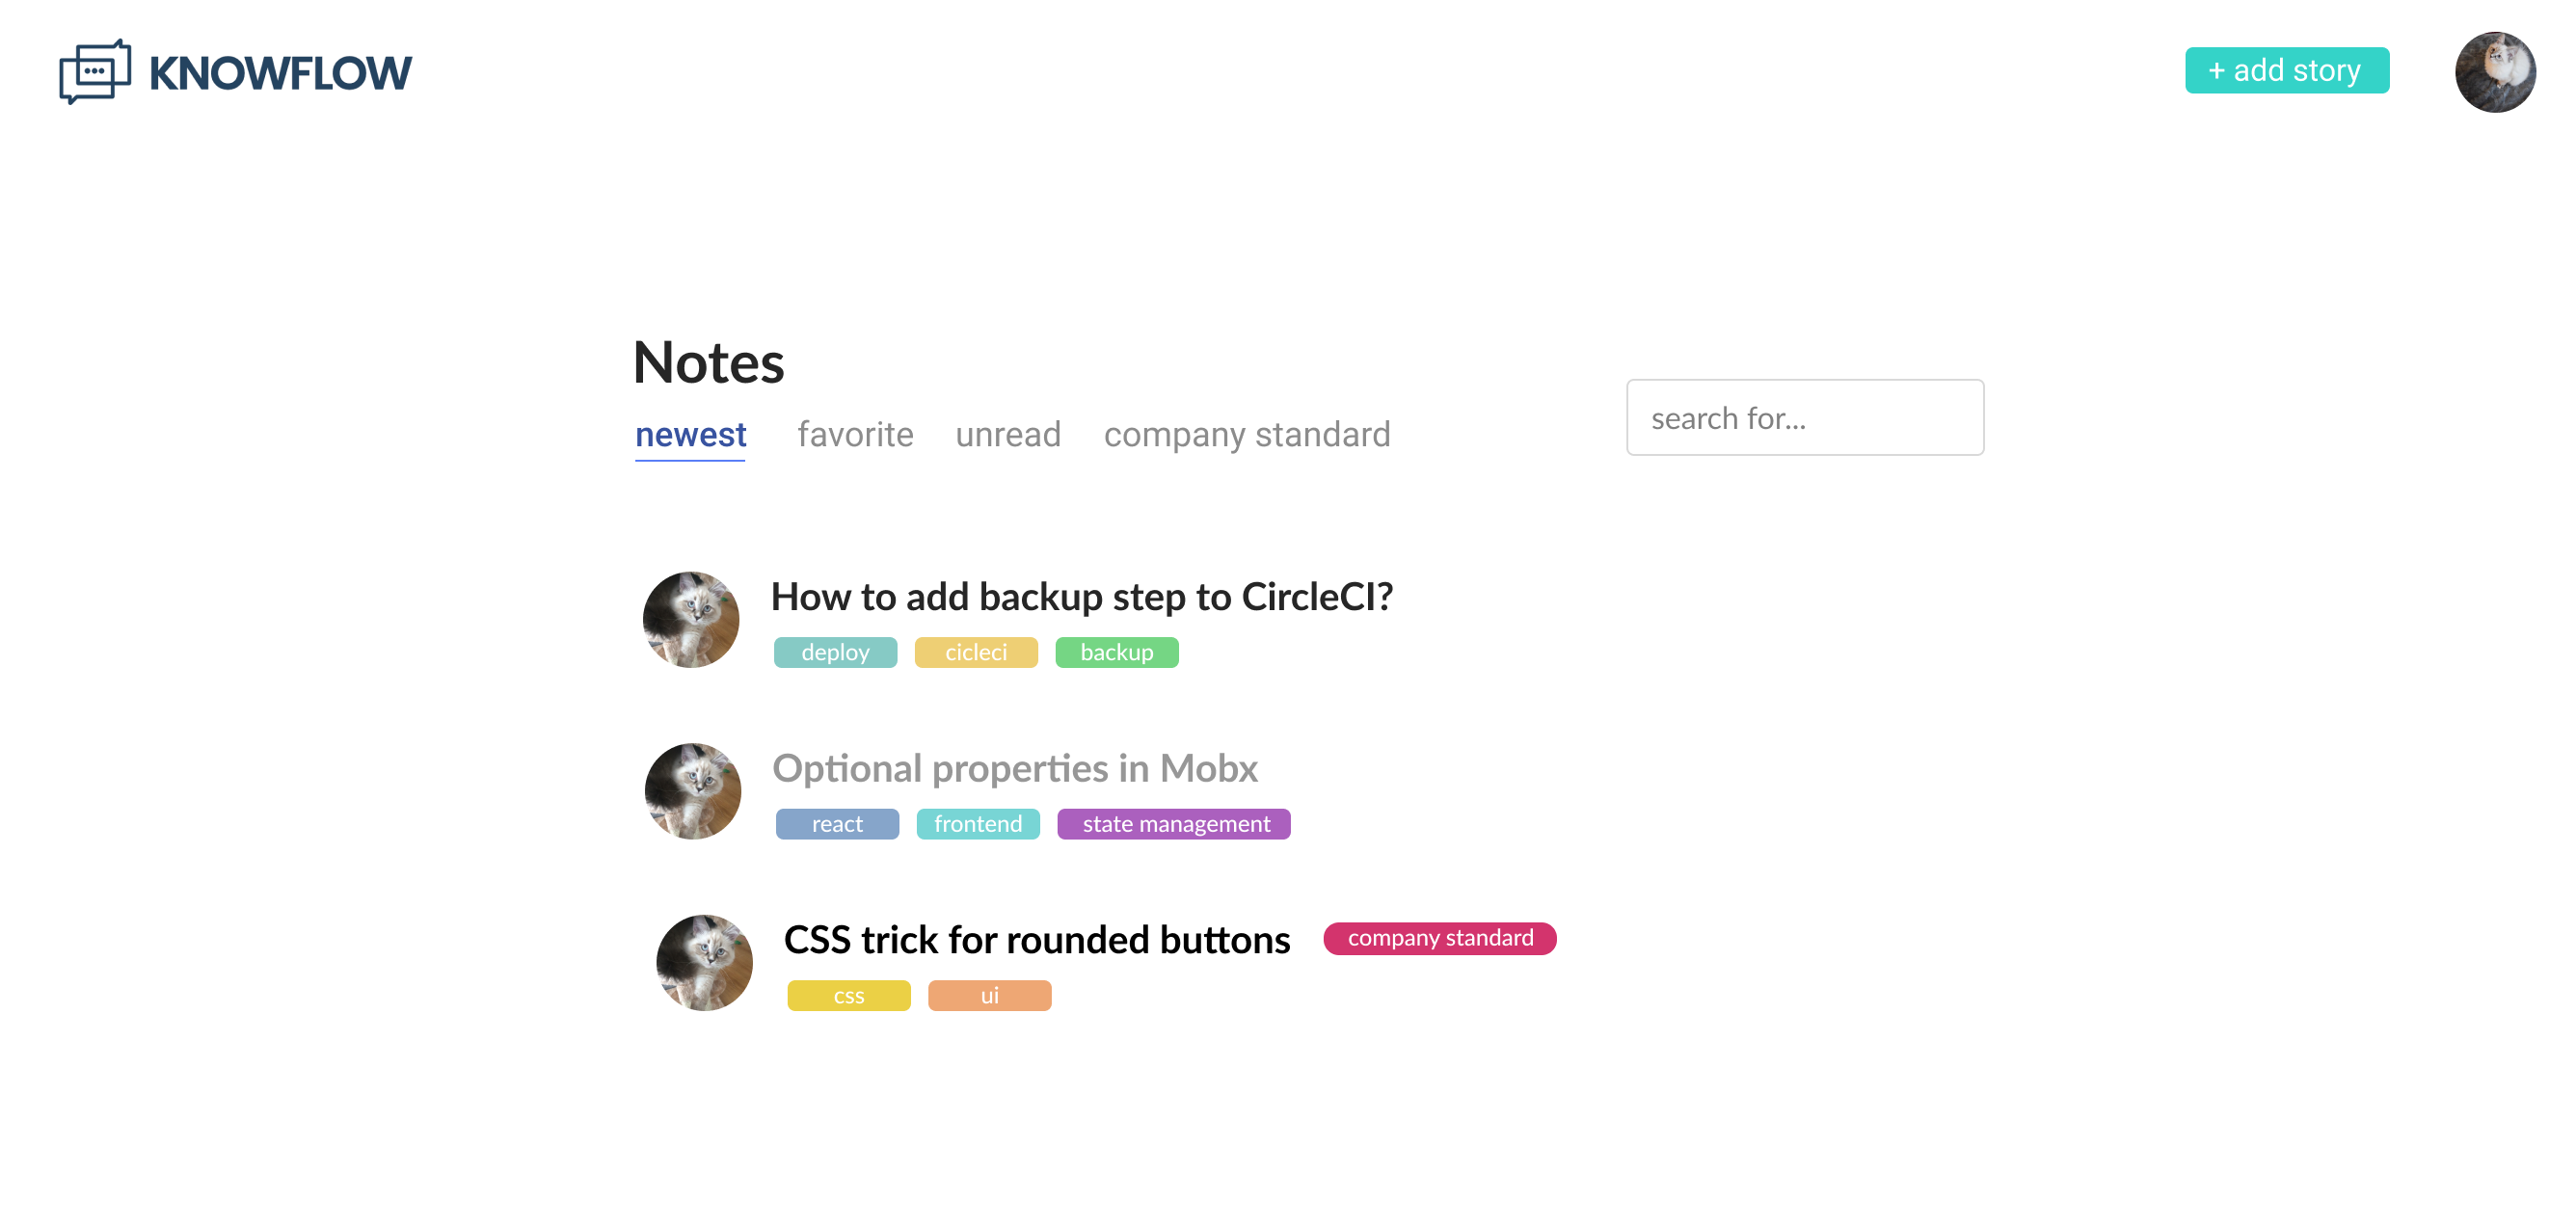 KNOWFLOW
+ add story
Notes
newest favorite unread company standard
search for...
How to add backup step to CircleCI?
deploy cicleci backup
Optional properties in Mobx
react frontend state management
CSS trick for rounded buttons company standard
css ui